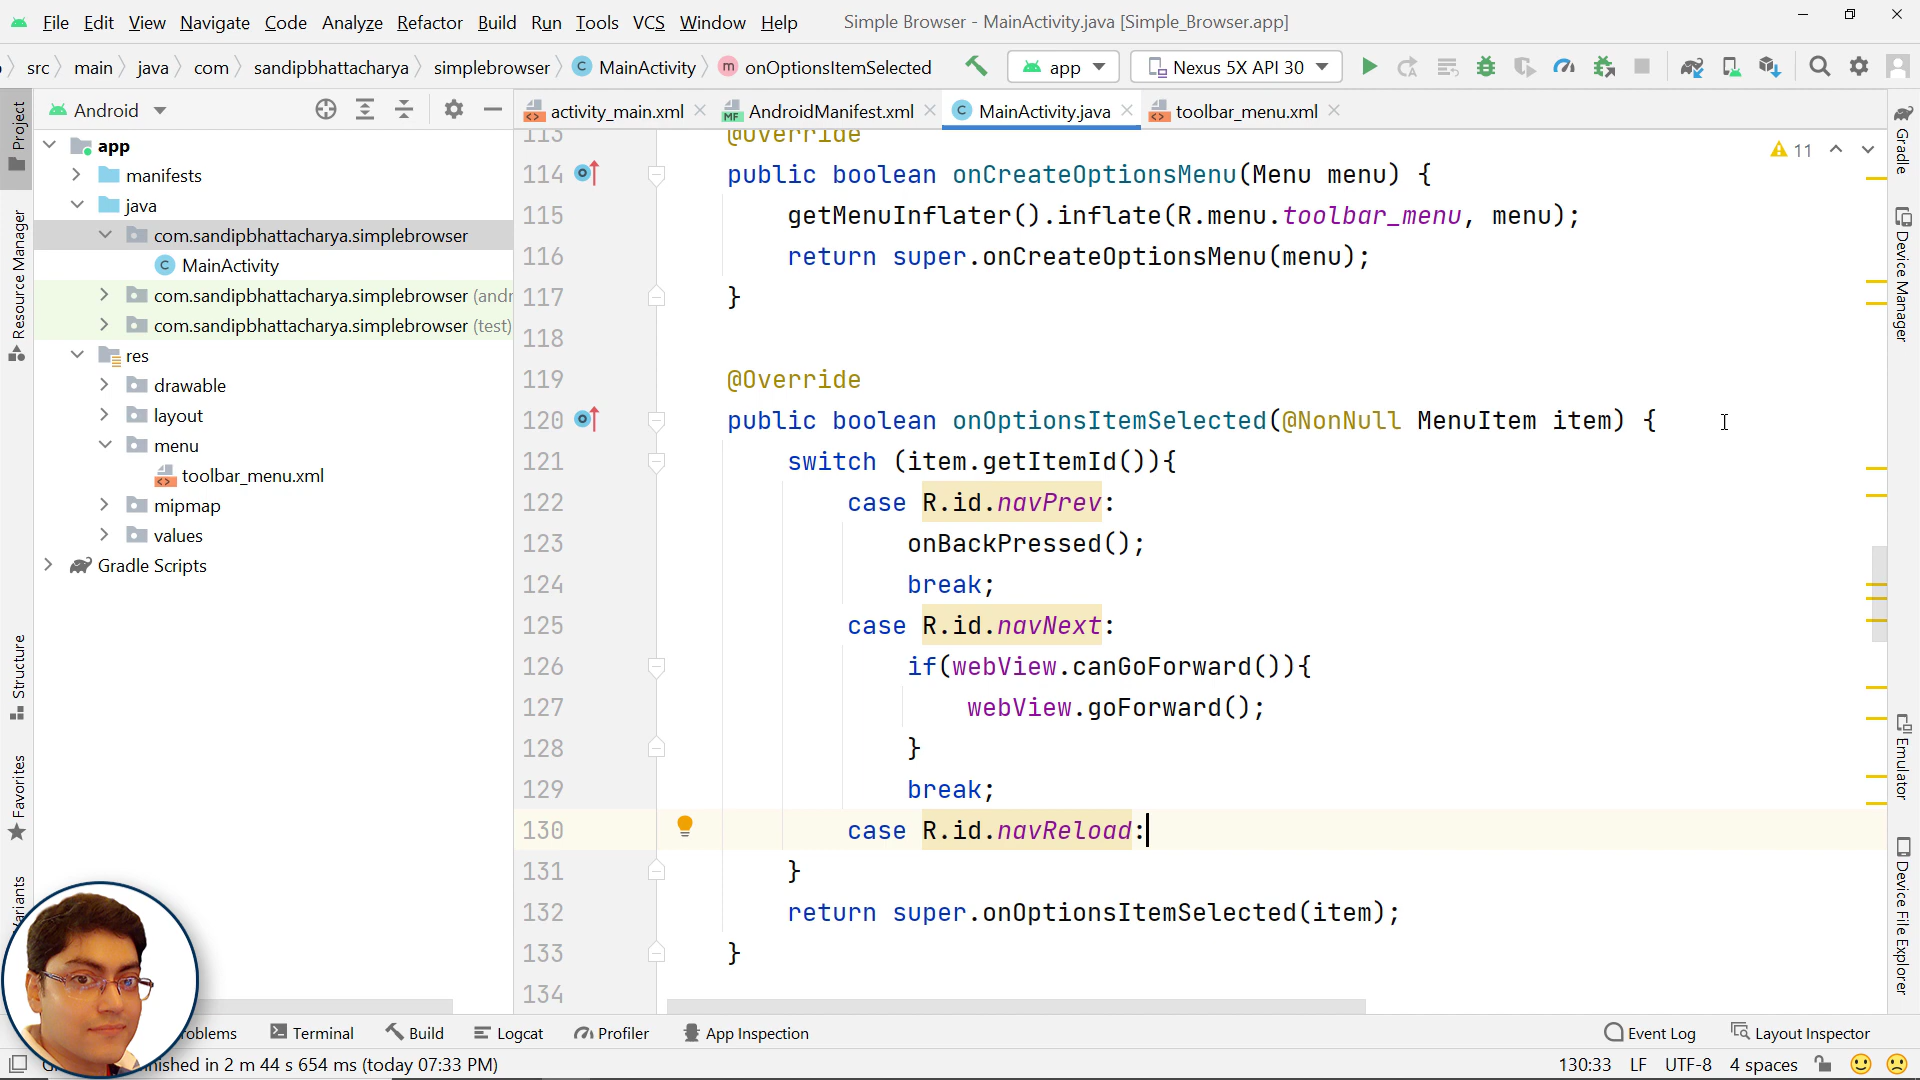 File Edit View Navigate Code Analyze Refactor Build Run Tools VCS Window Help Simple Browser - MainActivity.java [Simple_Browser.app]
src main java com sandipbhattacharya simplebrowser MainActivity onOptionsItemSelected app Nexus 5X API 30
Android
activity_main.xml AndroidManifest.xml MainActivity.java toolbar_menu.xml
Project
Resource Manager
Structure
Favorites
app
manifests
java
com.sandipbhattacharya.simplebrowser
MainActivity
com.sandipbhattacharya.simplebrowser (andr
com.sandipbhattacharya.simplebrowser (test)
res
drawable
layout
menu
toolbar_menu.xml
mipmap
values
Gradle Scripts
11
113 @Override
114 public boolean onCreateOptionsMenu(Menu menu) {
115 getMenuInflater().inflate(R.menu.toolbar_menu, menu);
116 return super.onCreateOptionsMenu(menu);
117 }
118
119 @Override
120 public boolean onOptionsItemSelected(@NonNull MenuItem item) {
121 switch (item.getItemId()){
122 case R.id.navPrev:
123 onBackPressed();
124 break;
125 case R.id.navNext:
126 if(webView.canGoForward()){
127 webView.goForward();
128 }
129 break;
130 case R.id.navReload:
131 }
132 return super.onOptionsItemSelected(item);
133 }
134
Gradle
Device Manager
Emulator
Device File Explorer
Terminal Build Logcat Profiler App Inspection Event Log Layout Inspector
in 2 m 44 s 654 ms (today 07:33 PM) 130:33 LF UTF-8 4 spaces